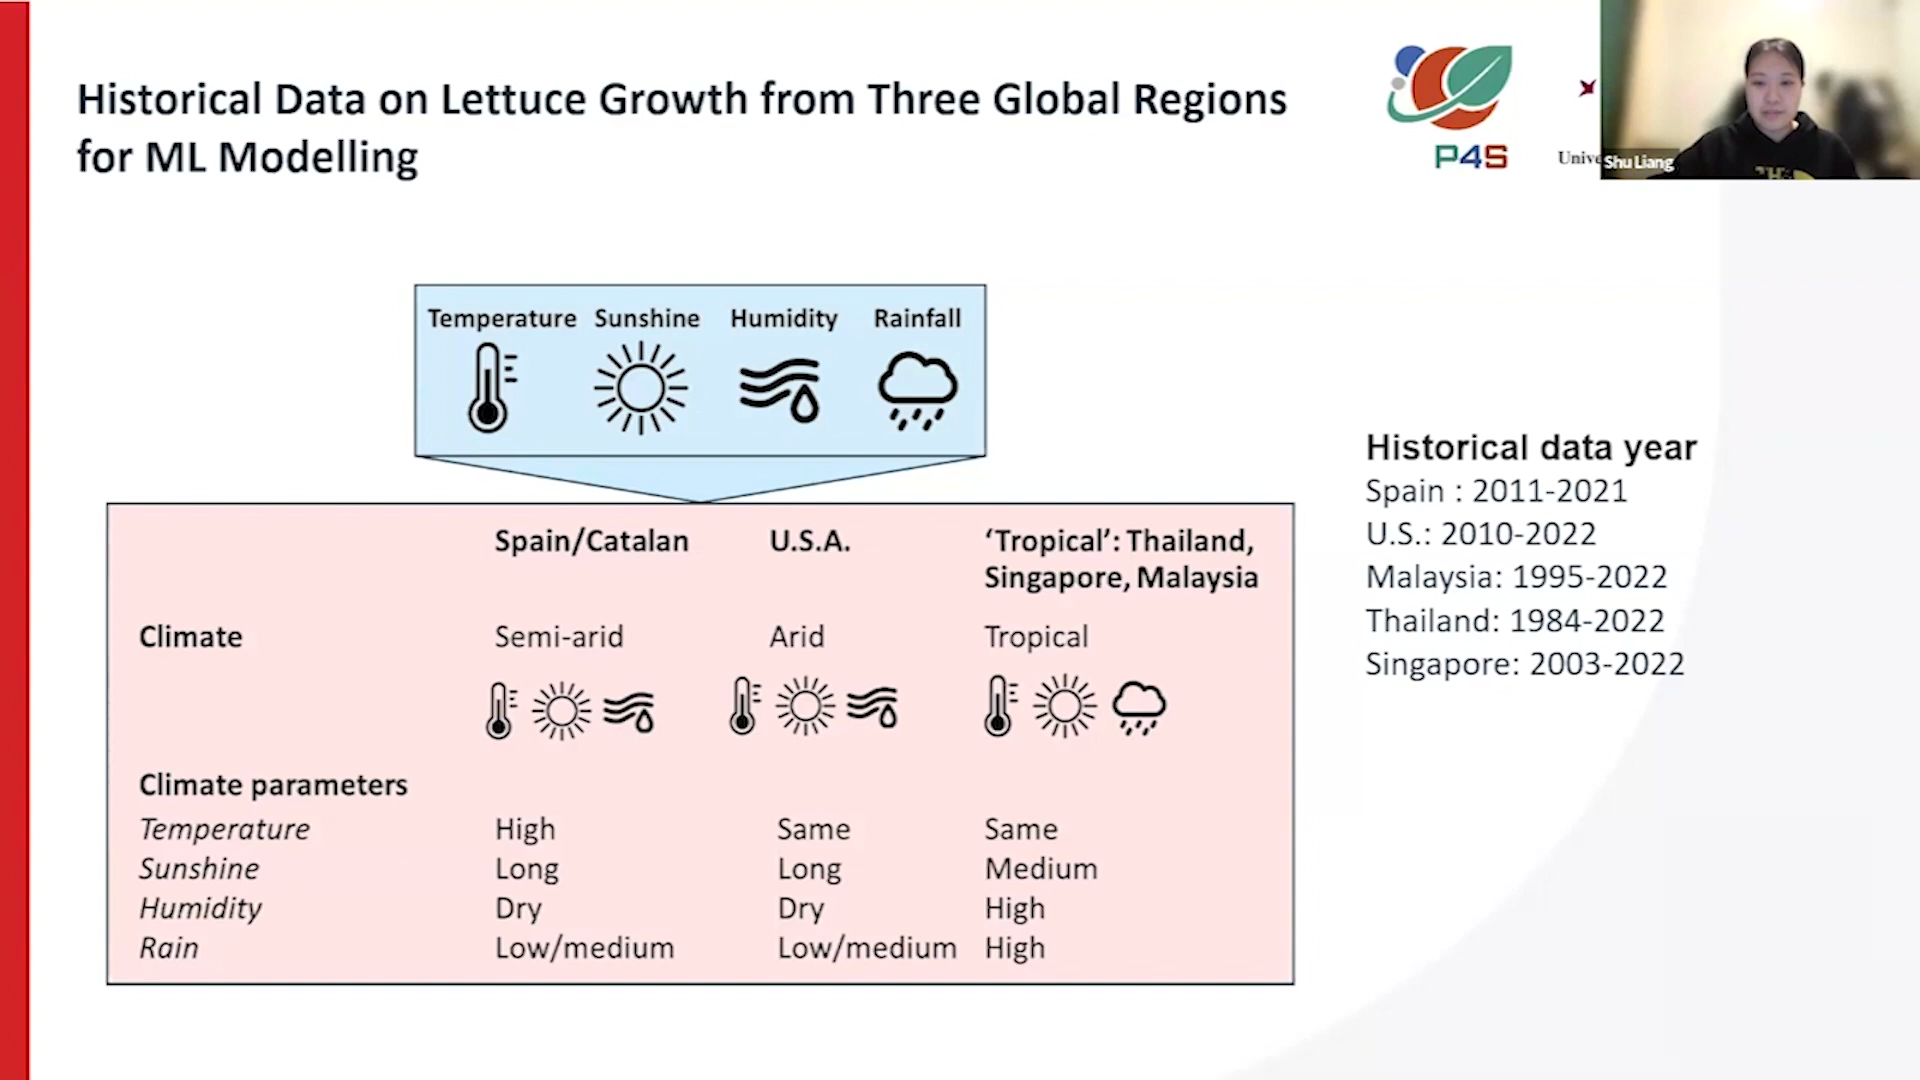 Historical Data on Lettuce Growth from Three Global Regions
for ML Modelling
P4S
Shu Liang
Temperature Sunshine Humidity Rainfall
Spain/Catalan U.S.A. ‘Tropical’: Thailand,
Singapore, Malaysia
Climate Semi-arid Arid Tropical
Climate parameters
Temperature High Same Same
Sunshine Long Long Medium
Humidity Dry Dry High
Rain Low/medium Low/medium High
Historical data year
Spain : 2011-2021
U.S.: 2010-2022
Malaysia: 1995-2022
Thailand: 1984-2022
Singapore: 2003-2022